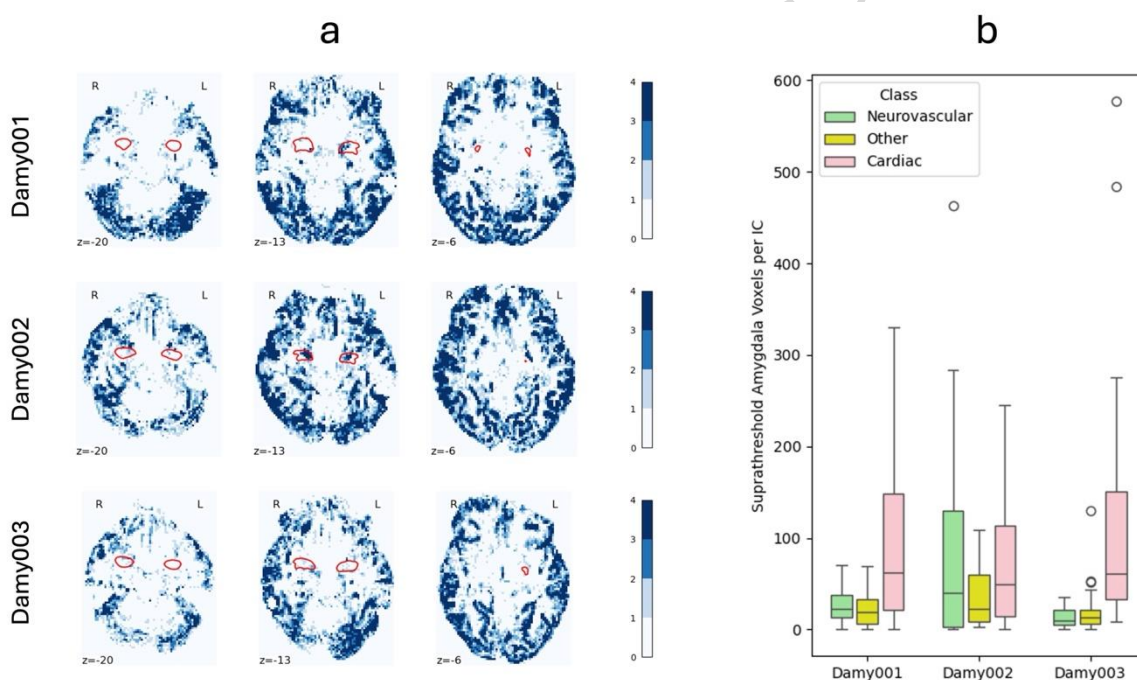 a
b
Damy001
R L
R L
R L
z=-20
z=-13
z=-6
4
3
2
1
0
Damy002
R L
R L
R L
z=-20
z=-13
z=-6
4
3
2
1
0
Damy003
R L
R L
R L
z=-20
z=-13
z=-6
4
3
2
1
0
Suprathreshold Amygdala Voxels per IC
600
500
400
300
200
100
0
Class
Neurovascular
Other
Cardiac
Damy001 Damy002 Damy003